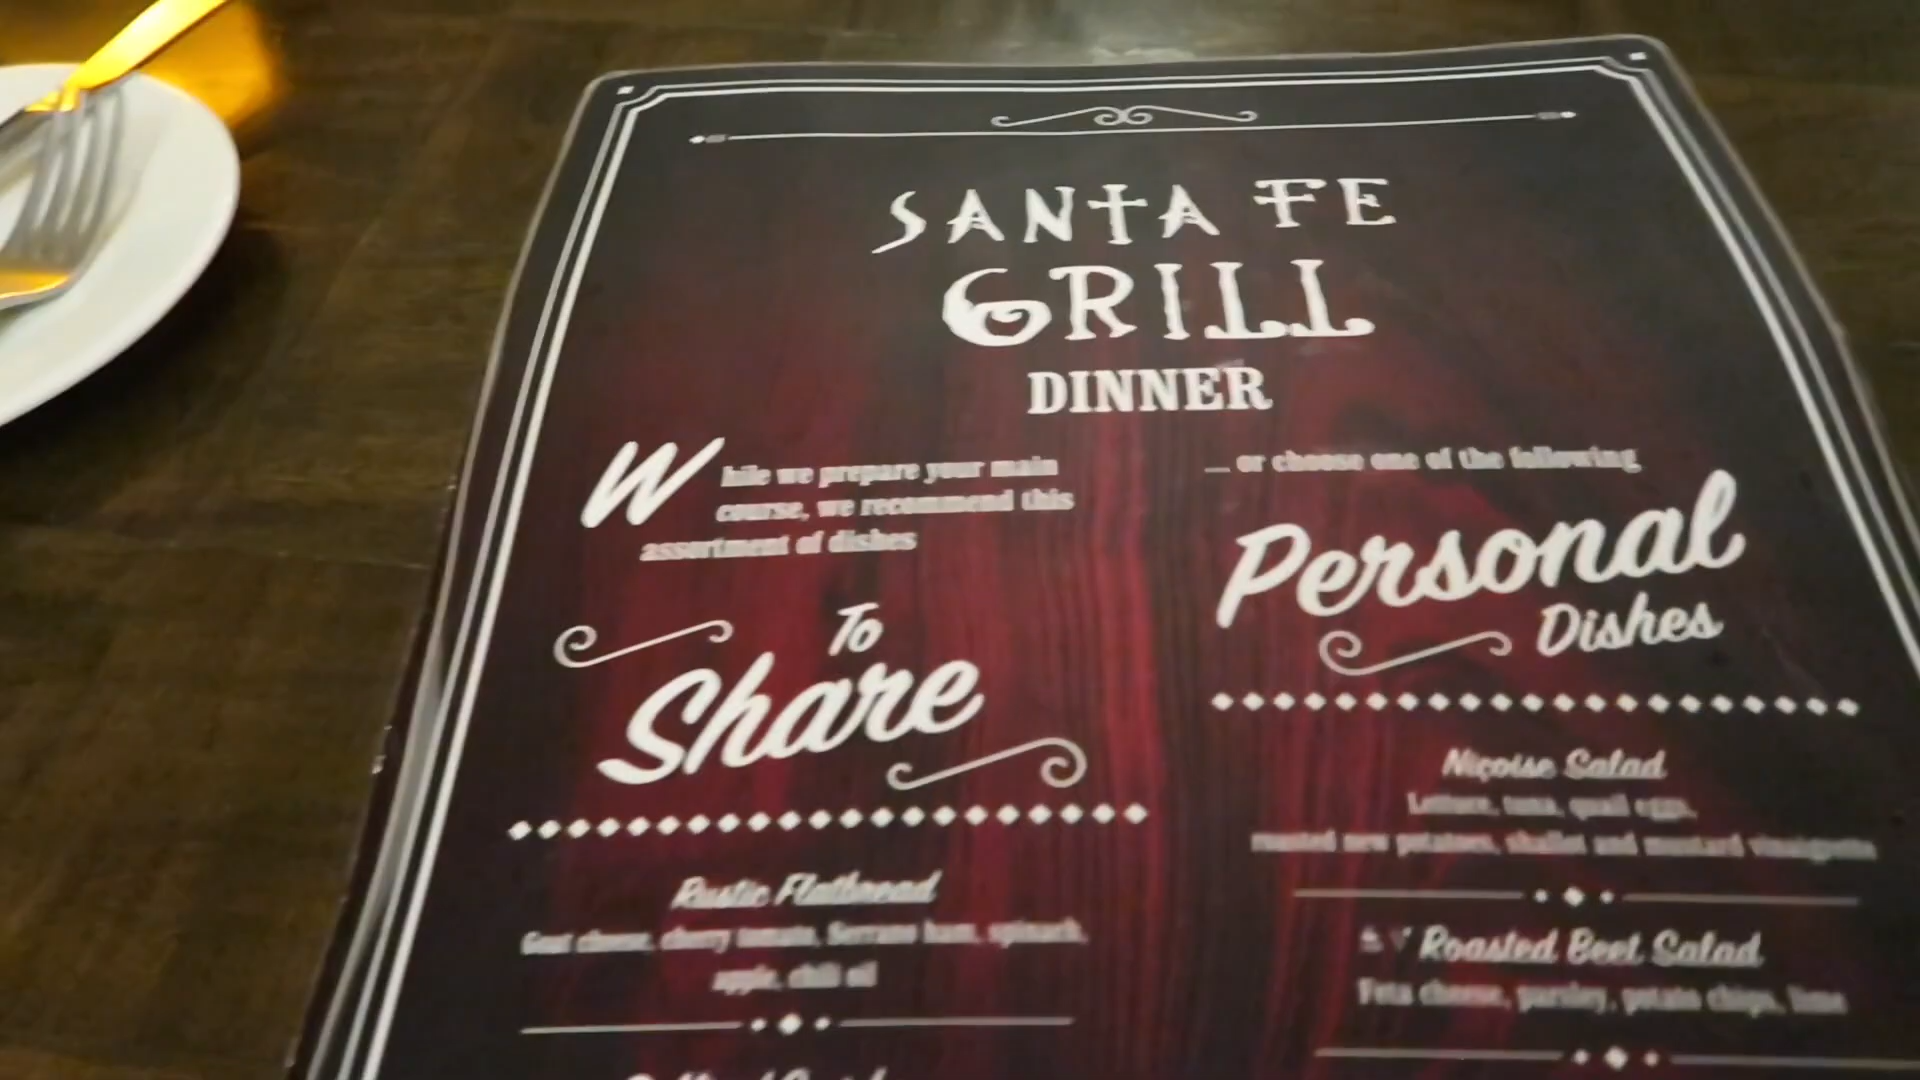 SANTA FE
GRILL
DINNER
While we prepare your main
course, we recommend this
assortment of dishes
To
Share
Rustic Flatbread
Goat cheese, cherry tomato, Serrano ham, spinach,
apple, chili oil
... or choose one of the following
Personal
Dishes
Niçoise Salad
Lettuce, tuna, quail eggs,
roasted new potatoes, shallot and mustard vinaigrette
Roasted Beet Salad
Feta cheese, parsley, potato chips, lime